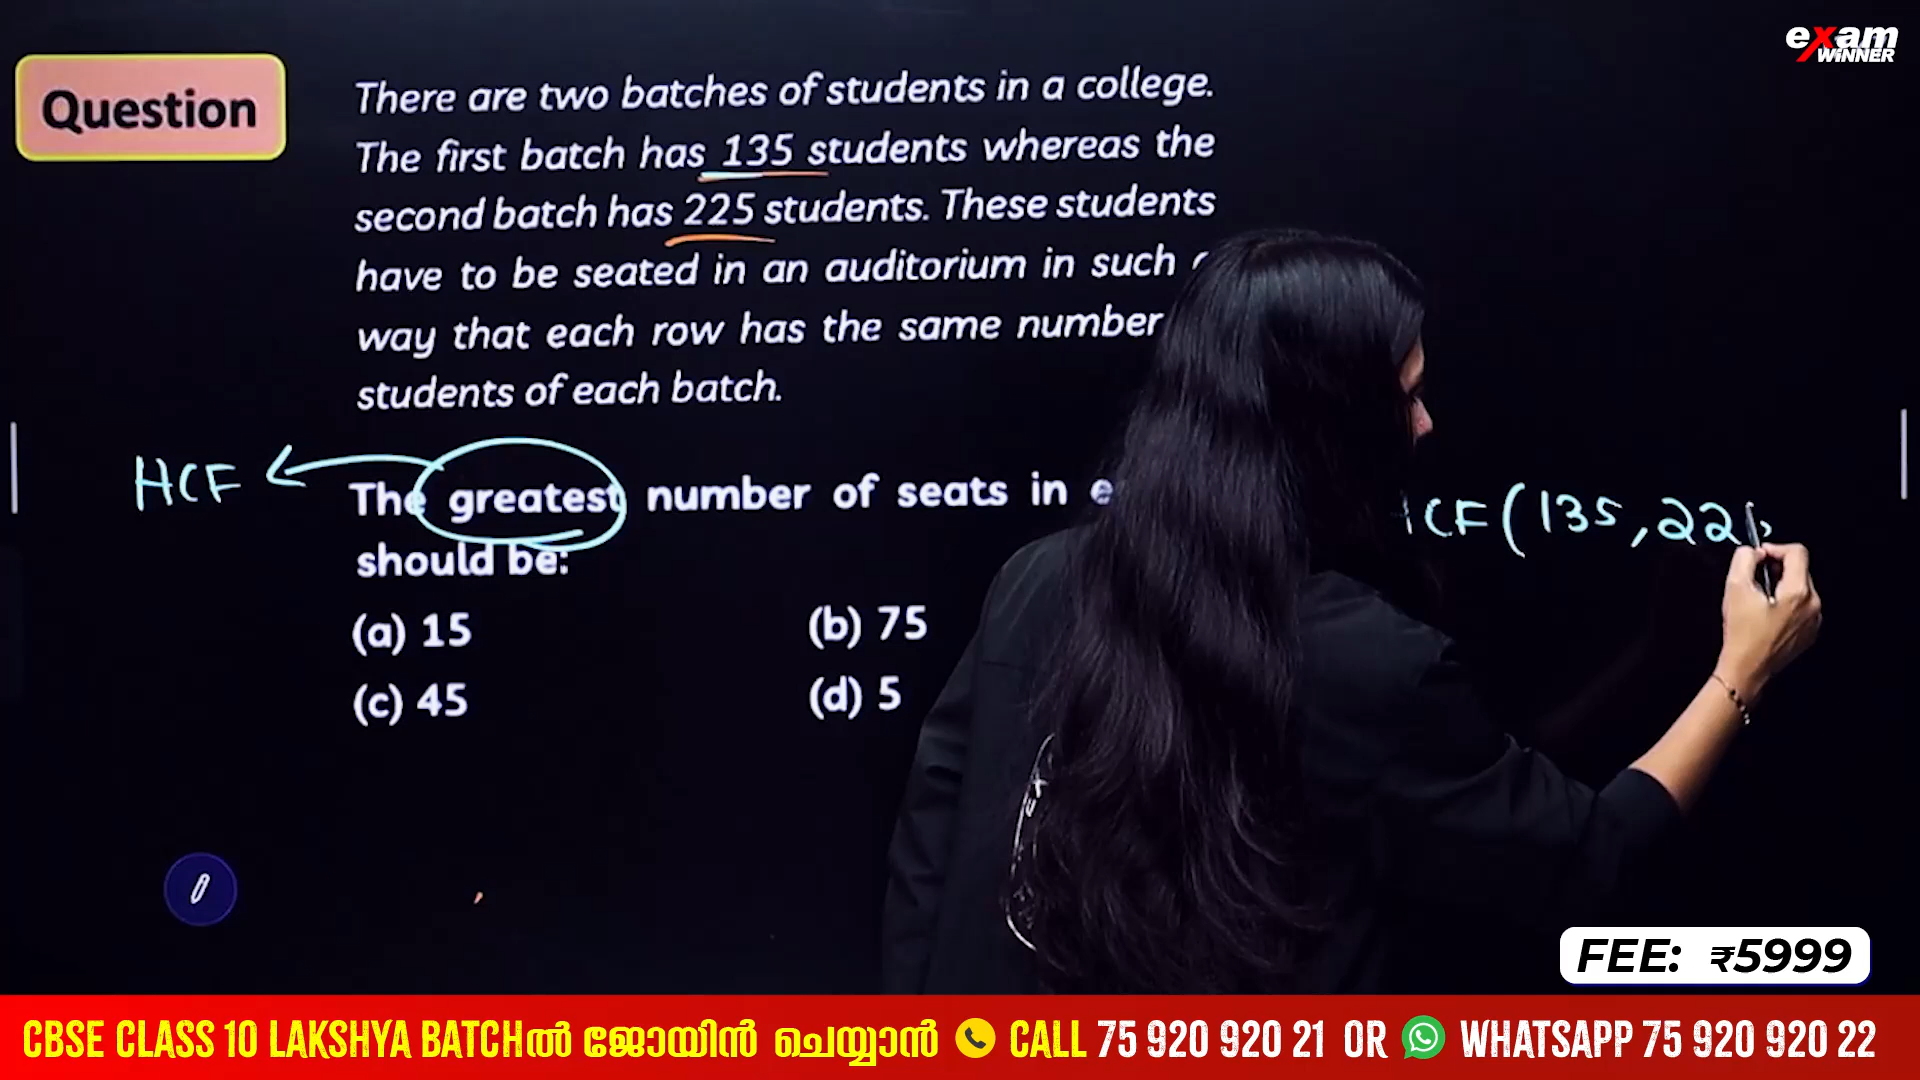 exam
WINNER
Question
There are two batches of students in a college.
The first batch has 135 students whereas the
second batch has 225 students. These students
have to be seated in an auditorium in such
way that each row has the same number
students of each batch.
HCF
The greatest number of seats in
should be:
HCF(135, 22
(a) 15
(b) 75
(c) 45
(d) 5
FEE: ₹5999
CBSE CLASS 10 LAKSHYA BATCHൽ ജോയിൻ ചെയ്യാൻ CALL 75 920 920 21 OR WHATSAPP 75 920 920 22